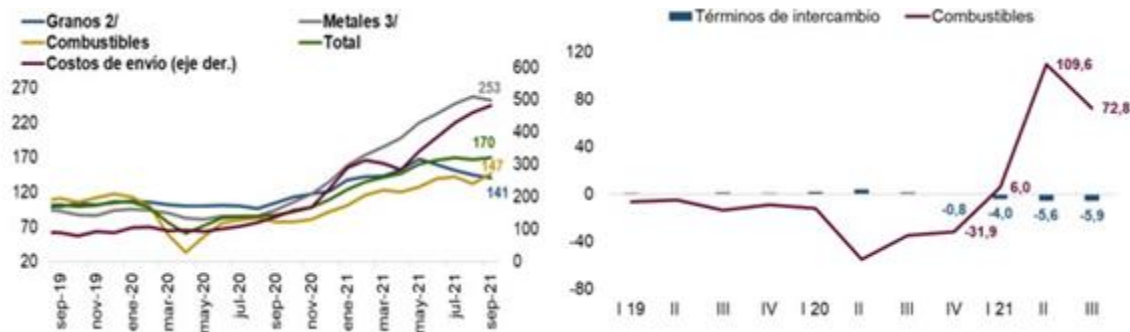 Granos 2/ Metales 3/
Combustibles Total
Costos de envío (eje der.)
270
220
170
120
70
20
600
500
400
300
200
100
0
253
170
147
141
sep-19
nov-19
ene-20
mar-20
may-20
jul-20
sep-20
nov-20
ene-21
mar-21
may-21
jul-21
sep-21
Términos de intercambio Combustibles
120
80
40
0
-40
-80
109,6
72,8
6,0
-0,8
-4,0
-5,6
-5,9
-31,9
I 19 II III IV I 20 II III IV I 21 II III